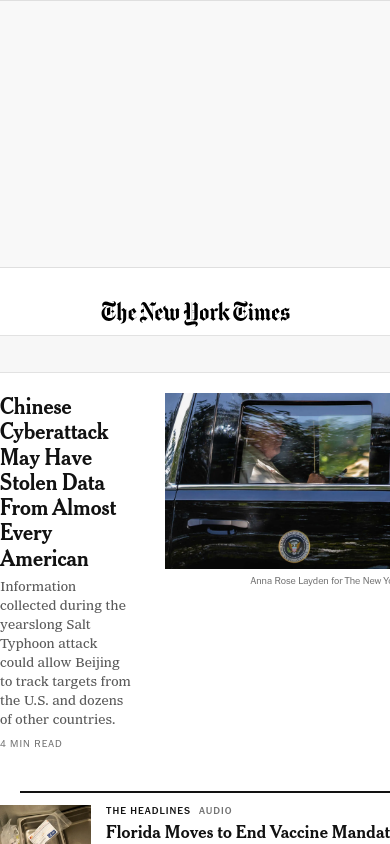 The New York Times
Chinese
Cyberattack
May Have
Stolen Data
From Almost
Every
American
Information
collected during the
yearslong Salt
Typhoon attack
could allow Beijing
to track targets from
the U.S. and dozens
of other countries.
4 MIN READ
Anna Rose Layden for The New Yo
THE HEADLINES AUDIO
Florida Moves to End Vaccine Mandat